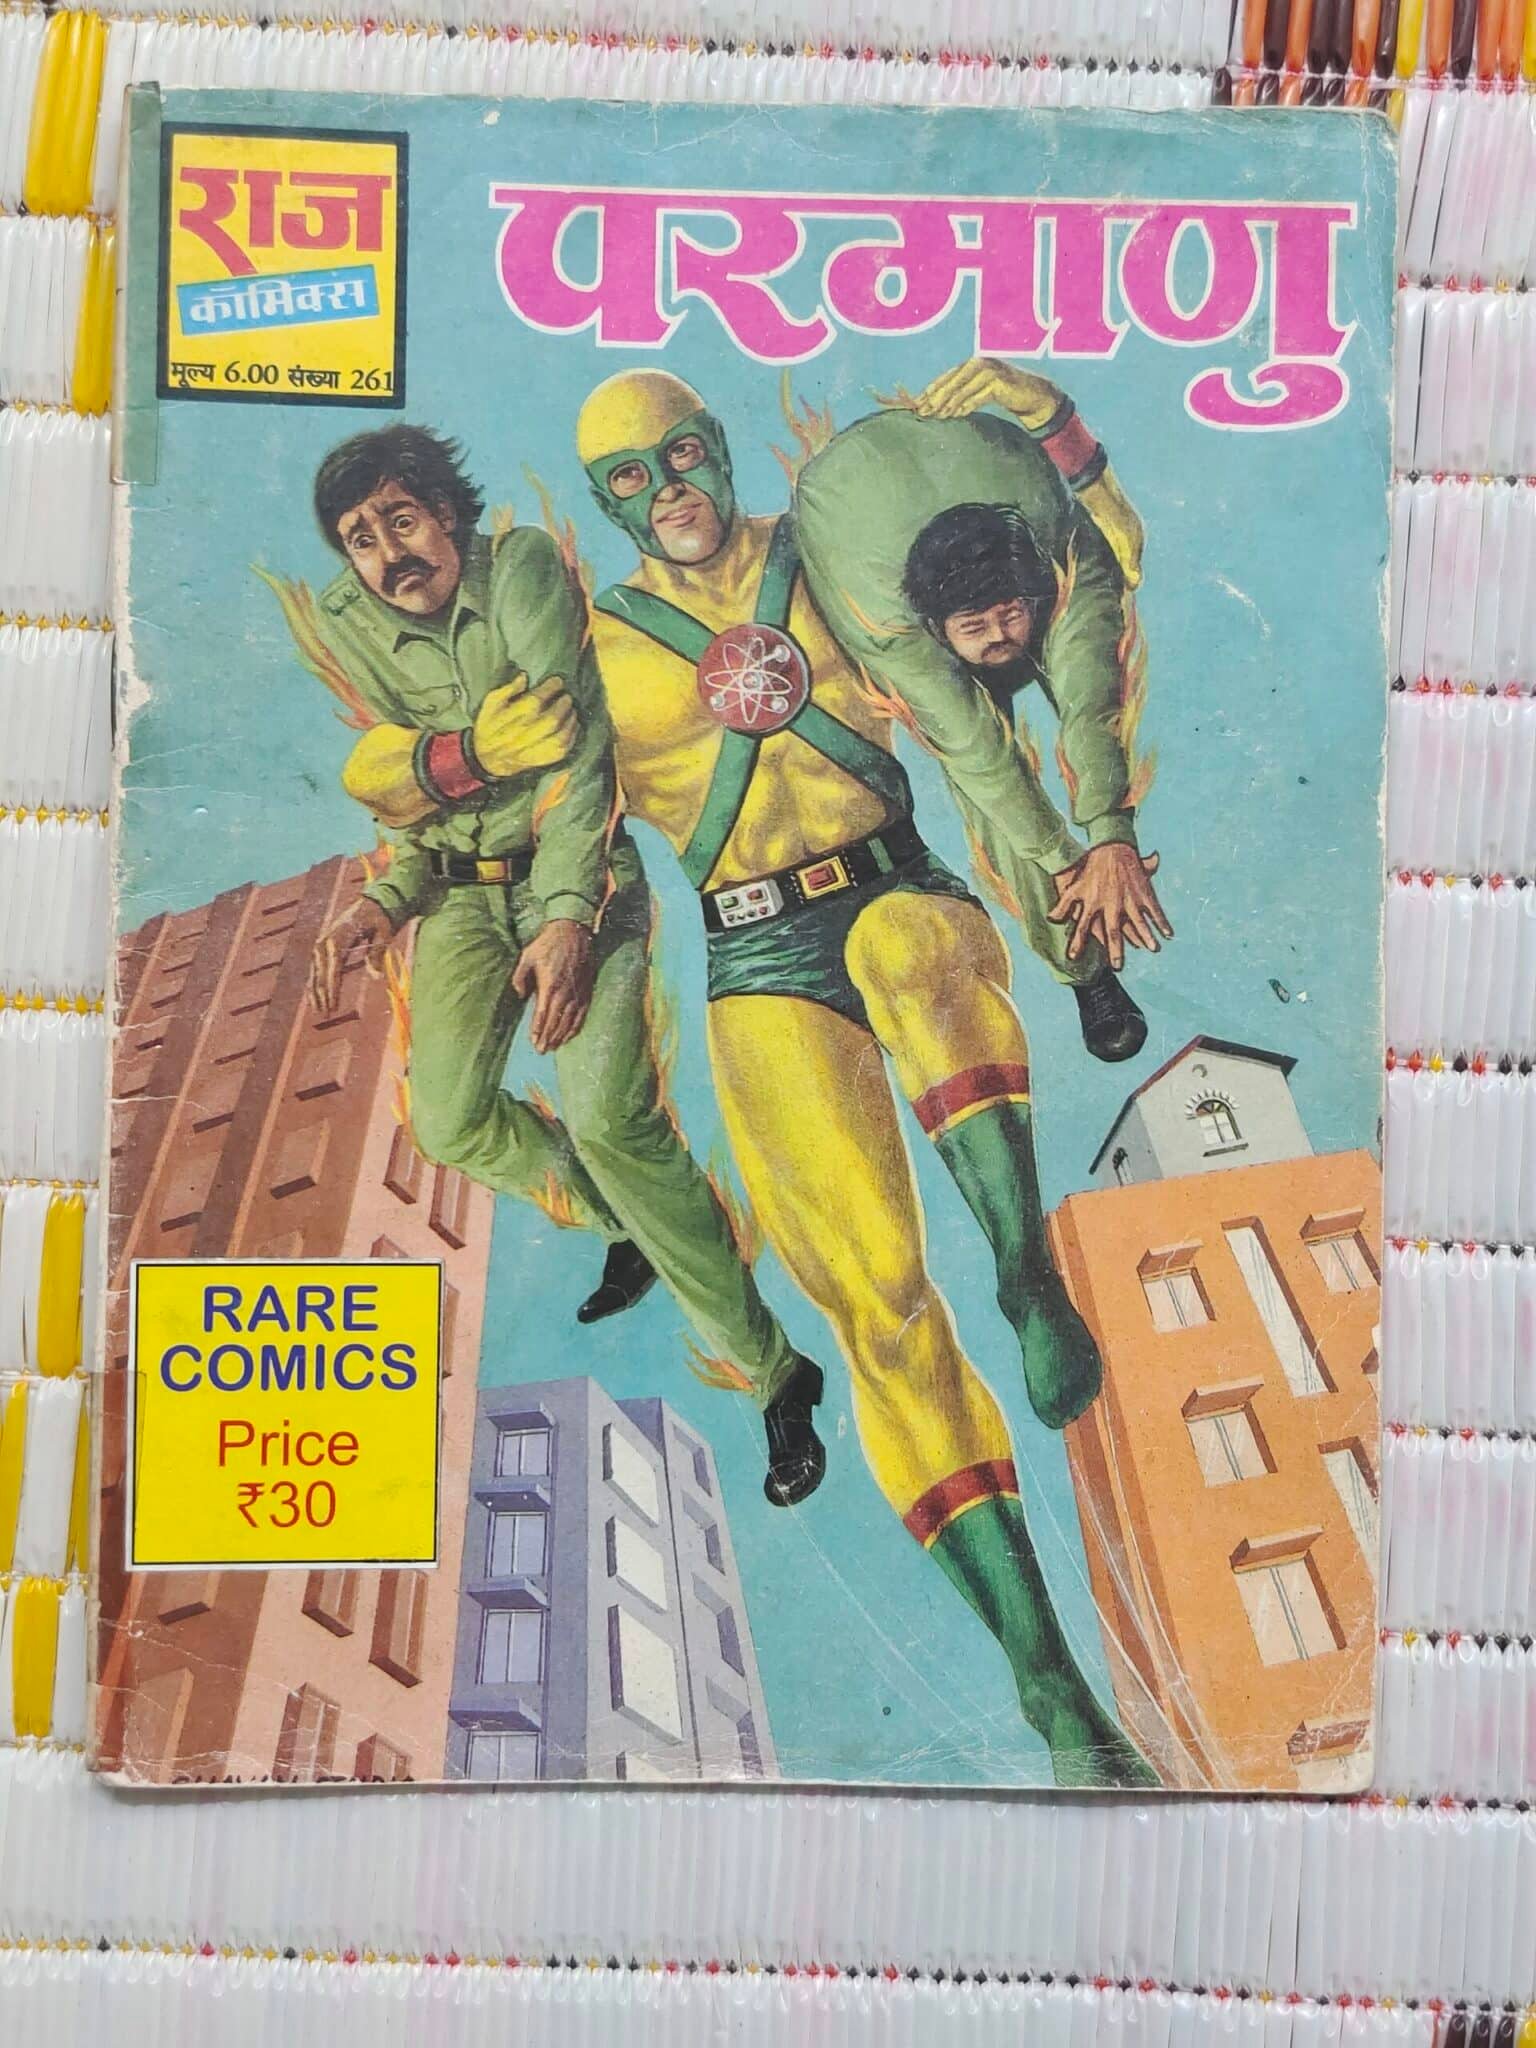 राज
कॉमिक्स
मूल्य 6.00 संख्या 261
परमाणु
RARE
COMICS
Price
₹30